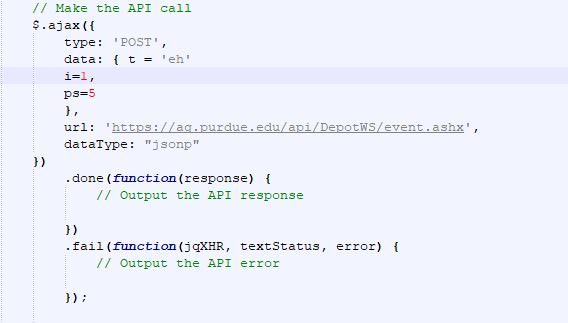 // Make the API call
$.ajax({
type: 'POST',
data: { t = 'eh'
i=1,
ps=5
},
url: 'https://ag.purdue.edu/api/DepotWS/event.ashx',
dataType: "jsonp"
})
.done(function(response) {
// Output the API response
})
.fail(function(jqXHR, textStatus, error) {
// Output the API error
});